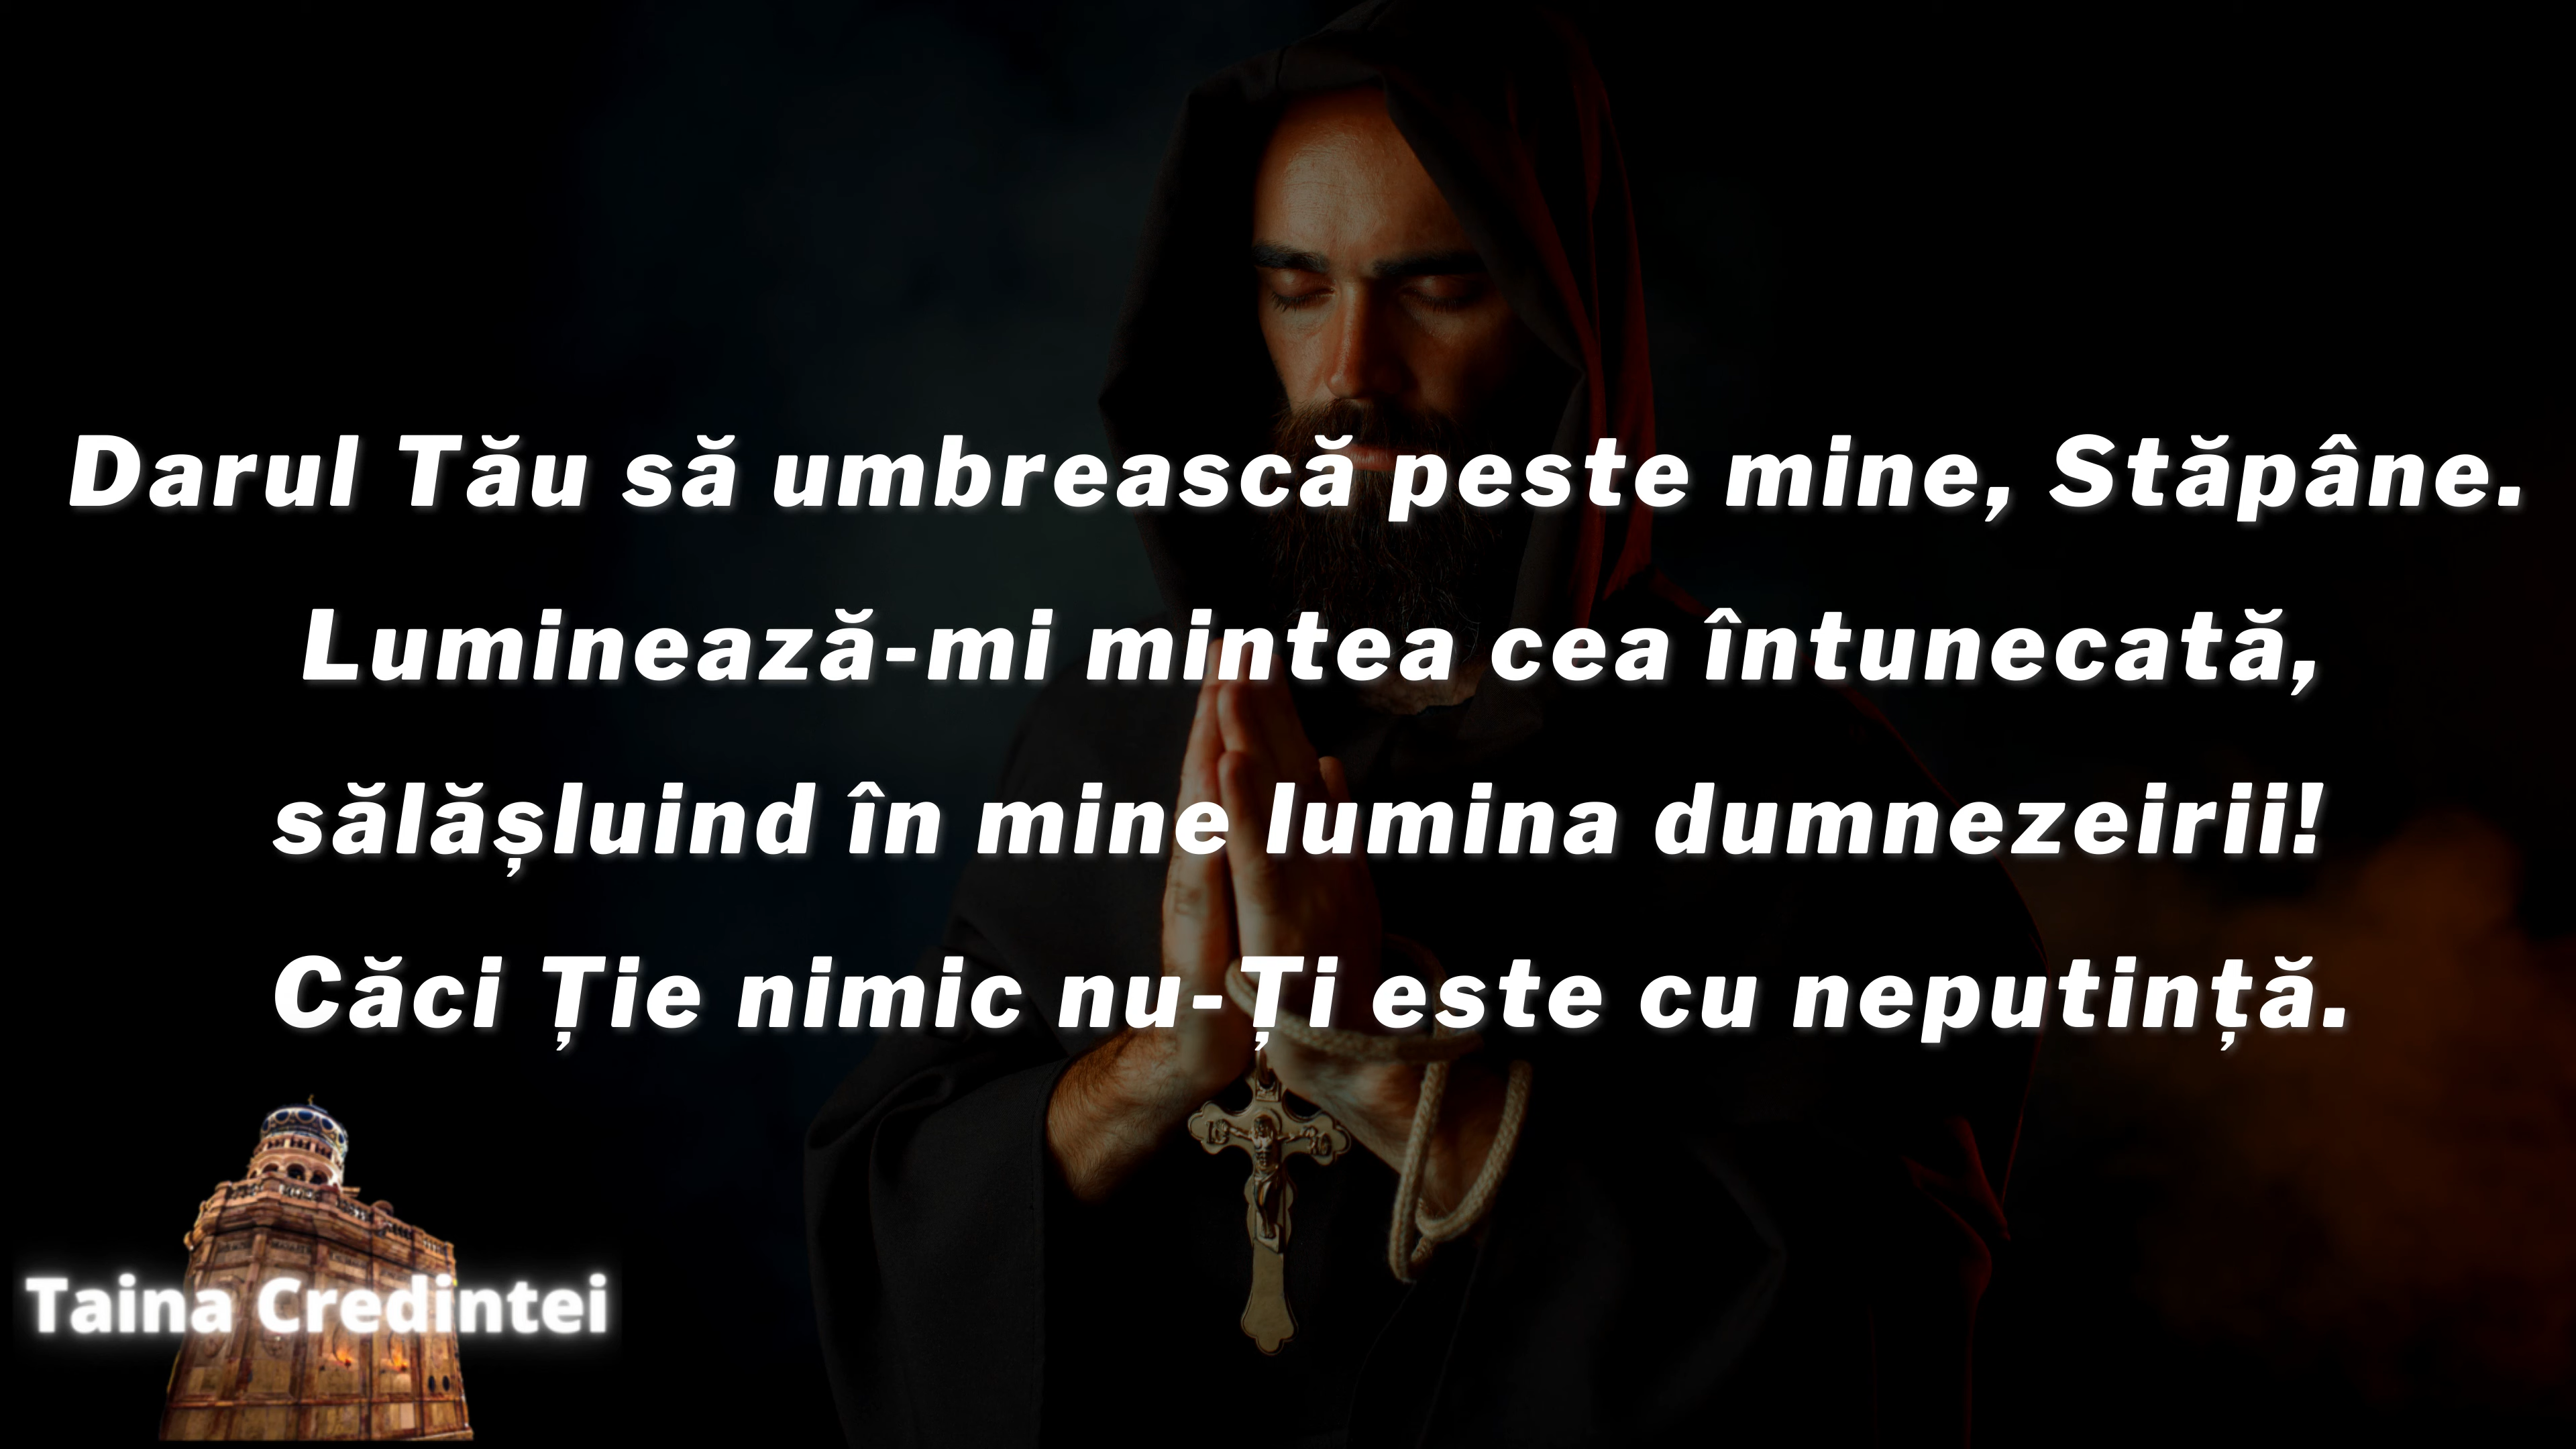 Darul Tău să umbrească peste mine, Stăpâne.
Luminează-mi mintea cea întunecată,
sălășluind în mine lumina dumnezeirii!
Căci Ție nimic nu-Ți este cu neputință.
Taina Credintei